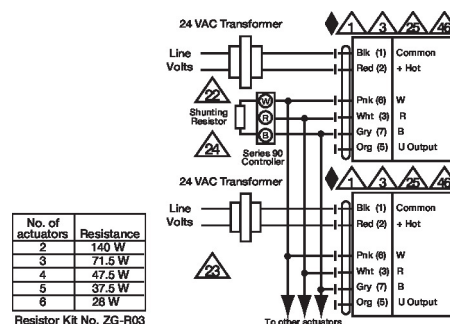 24 VAC Transformer
1 3 25 46
Line
Volts
Blk (1) Common
Red (2) + Hot
22
Pnk (6) W
Shunting
Resistor
W
R
B
Wht (3) R
Gry (7) B
24
Series 90
Controller
Org (5) U Output
24 VAC Transformer
1 3 25 46
Line
Volts
Blk (1) Common
Red (2) + Hot
23
Pnk (6) W
Wht (3) R
Gry (7) B
Org (5) U Output
To other actuators
No. of
actuators Resistance
2 140 W
3 71.5 W
4 47.5 W
5 37.5 W
6 28 W
Resistor Kit No. ZG-R03